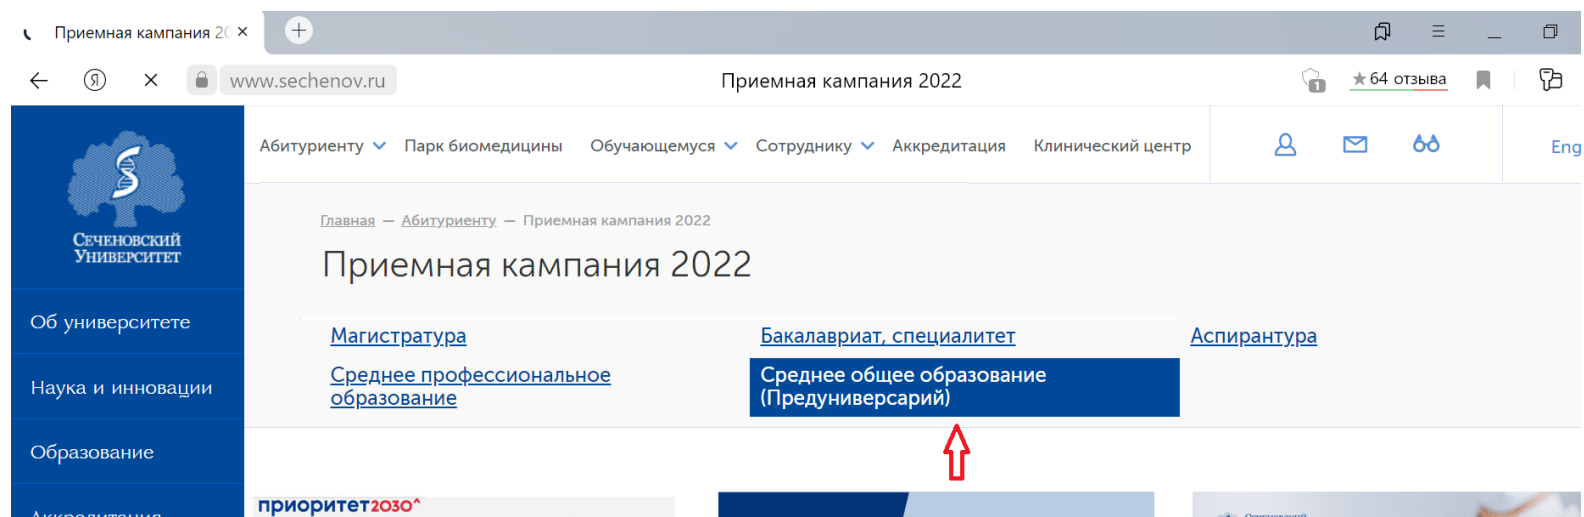 Приемная кампания 20
www.sechenov.ru
Приемная кампания 2022
1
★ 64 отзыва
Абитуриенту
Парк биомедицины
Обучающемуся
Сотруднику
Аккредитация
Клинический центр
Eng
Сеченовский
Университет
Главная — Абитуриенту — Приемная кампания 2022
Приемная кампания 2022
Об университете
Наука и инновации
Образование
Магистратура
Бакалавриат, специалитет
Аспирантура
Среднее профессиональное
образование
Среднее общее образование
(Предуниверсарий)
приоритет2030^